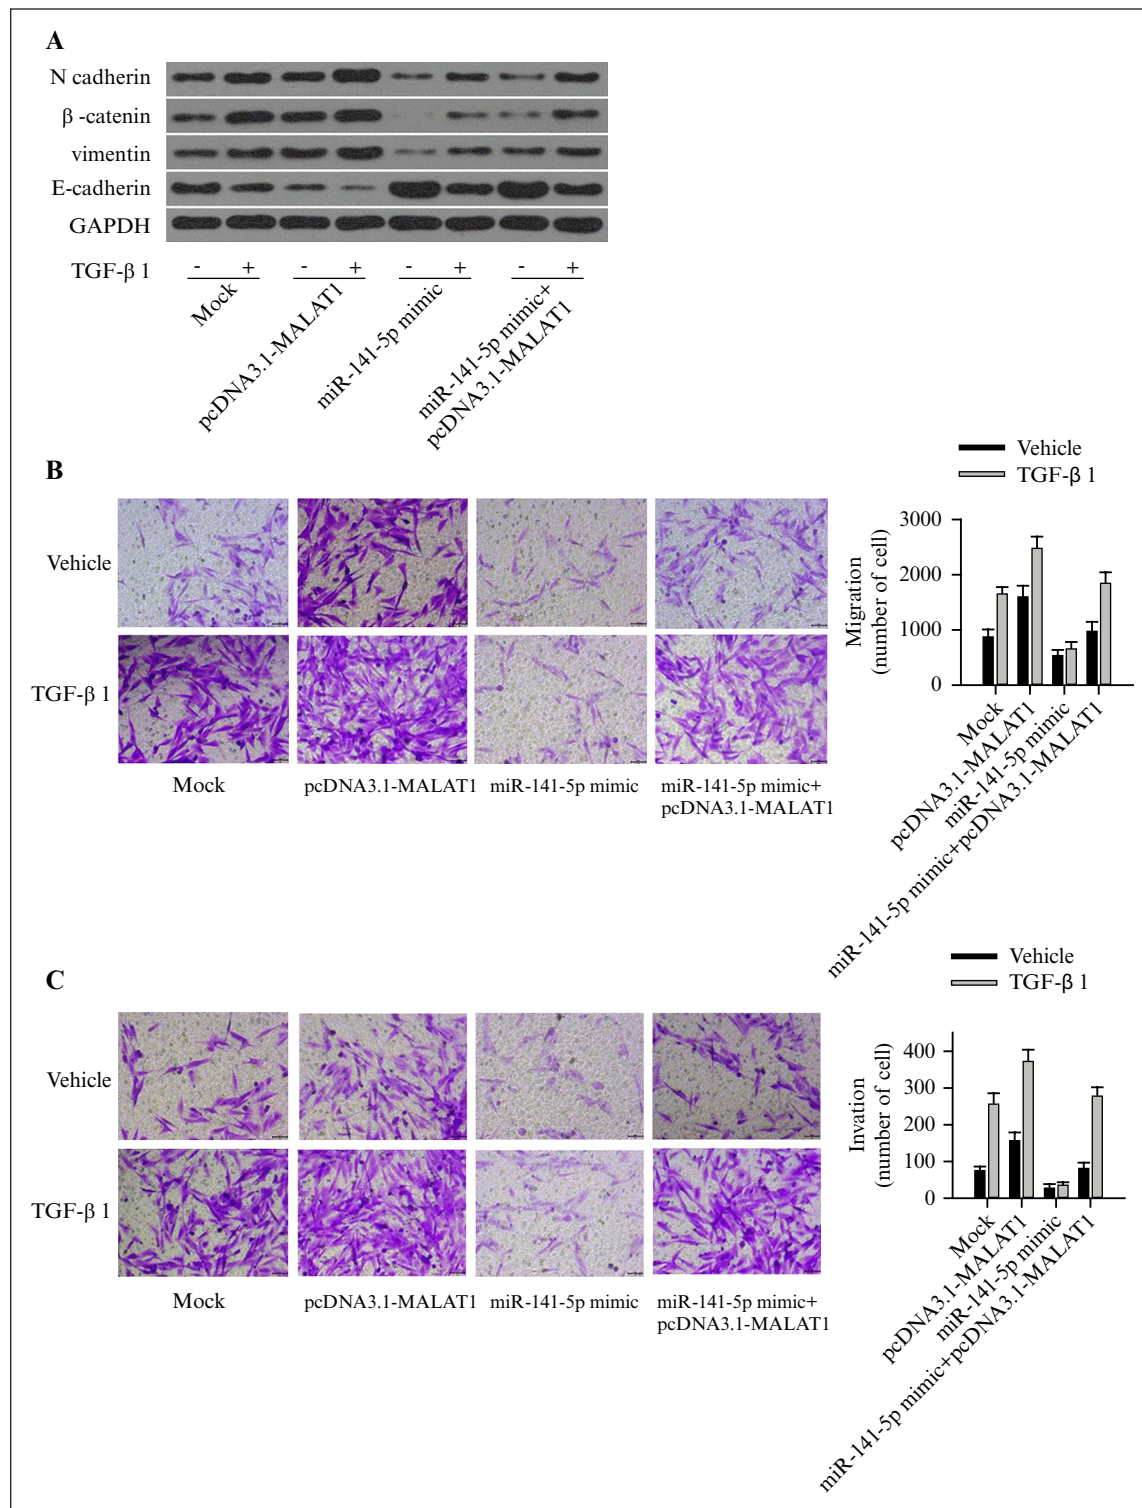 A
N cadherin
β -catenin
vimentin
E-cadherin
GAPDH
TGF-β 1
- + - + - + - +
Mock
pcDNA3.1-MALAT1
miR-141-5p mimic
miR-141-5p mimic+
pcDNA3.1-MALAT1
B
Vehicle
TGF-β 1
Mock
pcDNA3.1-MALAT1
miR-141-5p mimic
miR-141-5p mimic+
pcDNA3.1-MALAT1
Vehicle
TGF-β 1
Migration
(number of cell)
3000
2000
1000
0
Mock
pcDNA3.1-MALAT1
miR-141-5p mimic
miR-141-5p mimic+pcDNA3.1-MALAT1
C
Vehicle
TGF-β 1
Mock
pcDNA3.1-MALAT1
miR-141-5p mimic
miR-141-5p mimic+
pcDNA3.1-MALAT1
Vehicle
TGF-β 1
Invation
(number of cell)
400
300
200
100
0
Mock
pcDNA3.1-MALAT1
miR-141-5p mimic
miR-141-5p mimic+pcDNA3.1-MALAT1